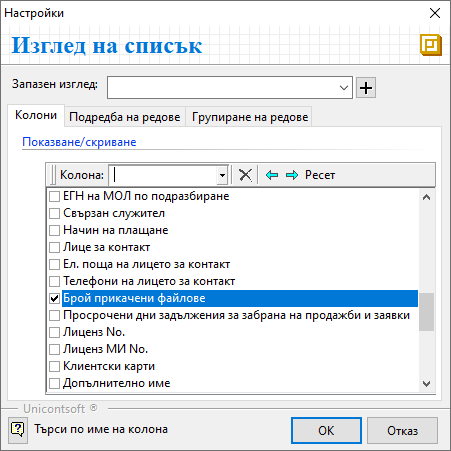 Настройки
Изглед на списък
Запазен изглед:
Колони Подредба на редове Групиране на редове
Показване/скриване
Колона: Ресет
ЕГН на МОЛ по подразбиране
Свързан служител
Начин на плащане
Лице за контакт
Ел. поща на лицето за контакт
Телефони на лицето за контакт
Брой прикачени файлове
Просрочени дни задължения за забрана на продажби и заявки
Лиценз No.
Лиценз МИ No.
Клиентски карти
Допълнително име
Unicontsoft ®
Търси по име на колона OK Отказ